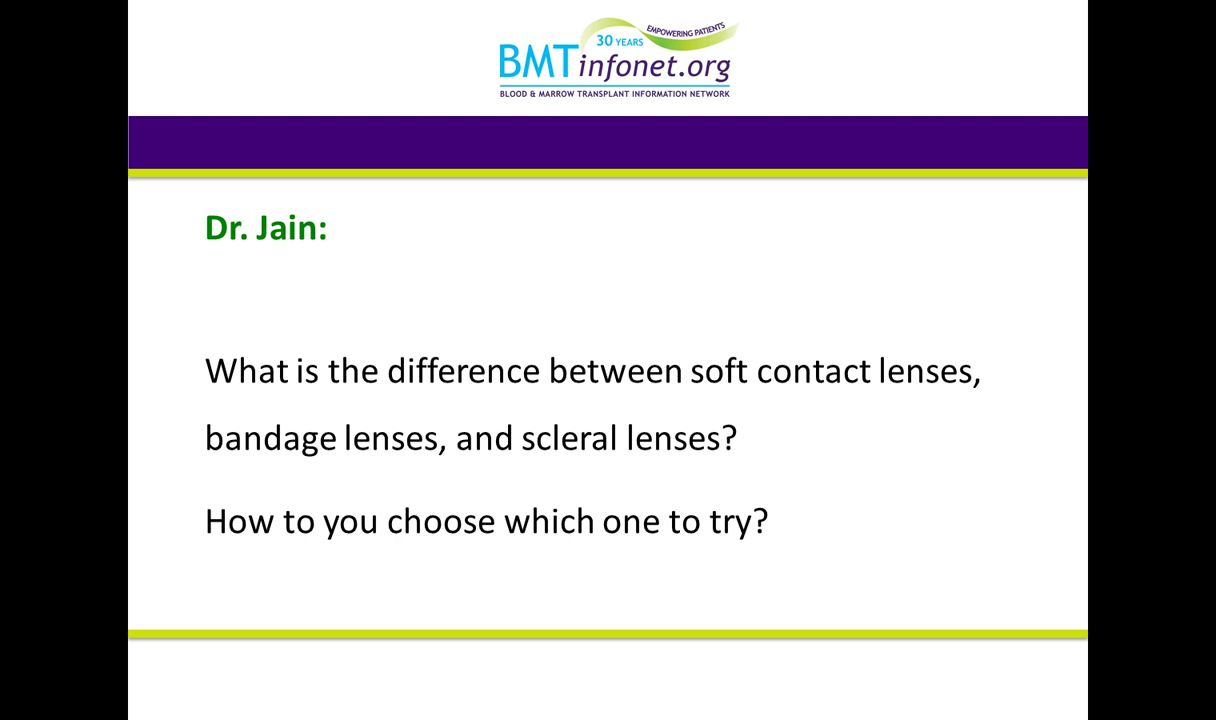 30 YEARS
EMPOWERING PATIENTS
BMTinfonet.org
BLOOD & MARROW TRANSPLANT INFORMATION NETWORK
Dr. Jain:
What is the difference between soft contact lenses,
bandage lenses, and scleral lenses?
How to you choose which one to try?